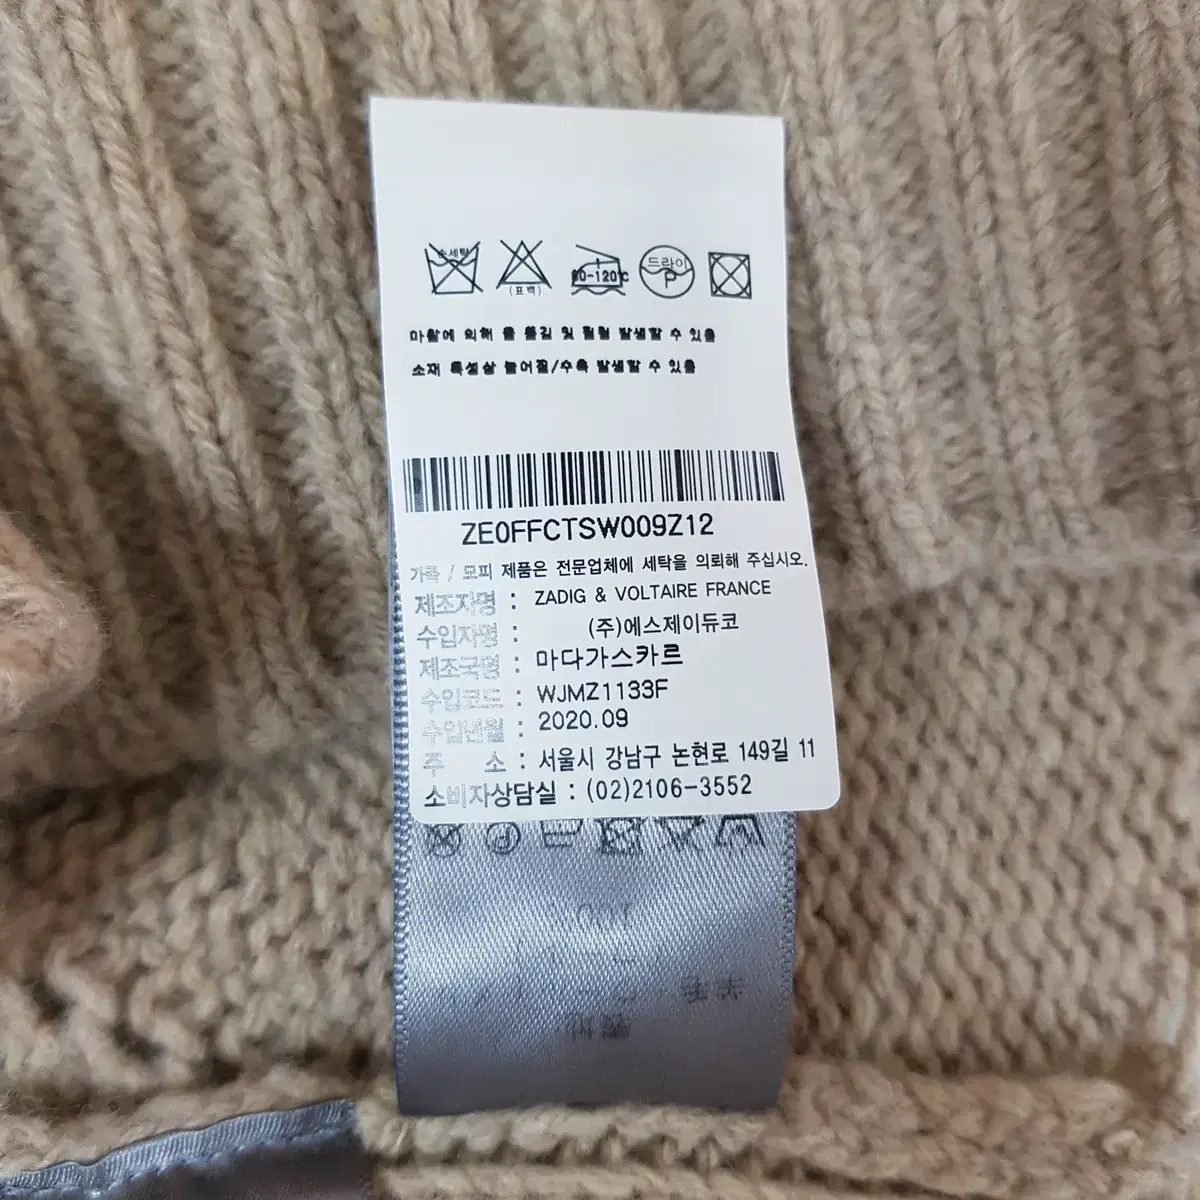 손세탁
(표백)
80-120℃
드라이
P
마찰에 의해 올 뜯김 및 필링 발생할 수 있음
소재 특성상 늘어짐/수축 발생할 수 있음
ZE0FFCTSW009Z12
가죽 / 모피 제품은 전문업체에 세탁을 의뢰해 주십시오.
제조자명 : ZADIG & VOLTAIRE FRANCE
수입자명 : (주)에스제이듀코
제조국명 : 마다가스카르
수입코드 : WJMZ1133F
수입년월 : 2020.09
주 소 : 서울시 강남구 논현로 149길 11
소비자상담실 : (02)2106-3552